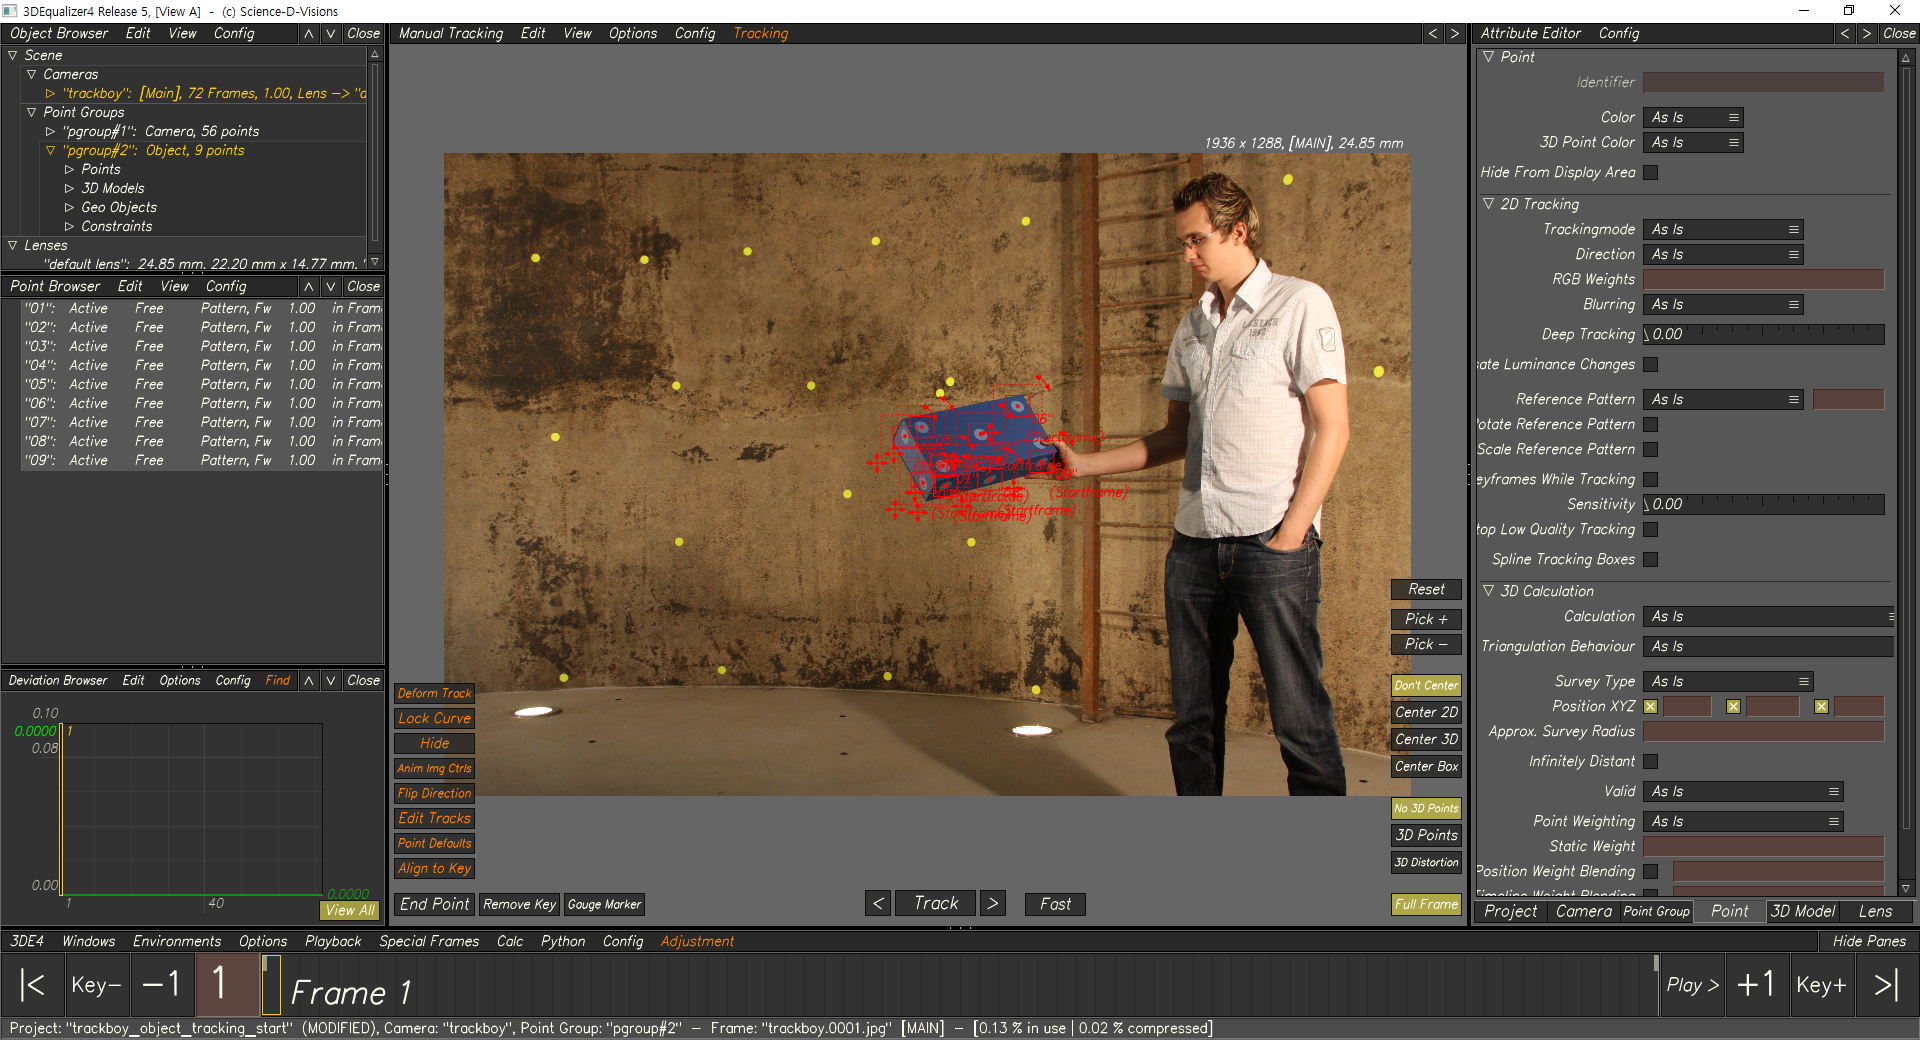 3DEqualizer4 Release 5, [View A]  -  (c) Science-D-Visions
Object Browser Edit View Config Close
Scene
Cameras
"trackboy": [Main], 72 Frames, 1.00, Lens -> "d
Point Groups
"pgroup#1": Camera, 56 points
"pgroup#2": Object, 9 points
Points
3D Models
Geo Objects
Constraints
Lenses
"default lens": 24.85 mm, 22.20 mm x 14.77 mm, "
Point Browser Edit View Config Close
"01": Active Free Pattern, Fw 1.00 in Fram
"02": Active Free Pattern, Fw 1.00 in Fram
"03": Active Free Pattern, Fw 1.00 in Fram
"04": Active Free Pattern, Fw 1.00 in Fram
"05": Active Free Pattern, Fw 1.00 in Fram
"06": Active Free Pattern, Fw 1.00 in Fram
"07": Active Free Pattern, Fw 1.00 in Fram
"08": Active Free Pattern, Fw 1.00 in Fram
"09": Active Free Pattern, Fw 1.00 in Fram
Deviation Browser Edit Options Config Find Close
0.10
0.0000 1
0.08
0.00
0.0000
1 40
View All
Manual Tracking Edit View Options Config Tracking < >
1936 x 1288, [MAIN], 24.85 mm
(Startframe)
(Startframe)
(Startframe)
(Startframe)
Deform Track
Lock Curve
Hide
Anim Img Ctrls
Flip Direction
Edit Tracks
Point Defaults
Align to Key
End Point Remove Key Gauge Marker
< Track > Fast
Reset
Pick +
Pick -
Don't Center
Center 2D
Center 3D
Center Box
No 3D Points
3D Points
3D Distortion
Full Frame
Attribute Editor Config < > Close
Point
Identifier
Color As Is
3D Point Color As Is
Hide From Display Area
2D Tracking
Trackingmode As Is
Direction As Is
RGB Weights
Blurring As Is
Deep Tracking 0.00
sate Luminance Changes
Reference Pattern As Is
Rotate Reference Pattern
Scale Reference Pattern
eyframes While Tracking
Sensitivity 0.00
top Low Quality Tracking
Spline Tracking Boxes
3D Calculation
Calculation As Is
Triangulation Behaviour As Is
Survey Type As Is
Position XYZ
Approx. Survey Radius
Infinitely Distant
Valid As Is
Point Weighting As Is
Static Weight
Position Weight Blending
Timeline Weight Blending
Project Camera Point Group Point 3D Model Lens
3DE4 Windows Environments Options Playback Special Frames Calc Python Config Adjustment Hide Panes
|< Key- -1 1 Frame 1 Play > +1 Key+ >|
Project: "trackboy_object_tracking_start" (MODIFIED), Camera: "trackboy", Point Group: "pgroup#2" - Frame: "trackboy.0001.jpg" [MAIN] - [0.13 % in use | 0.02 % compressed]